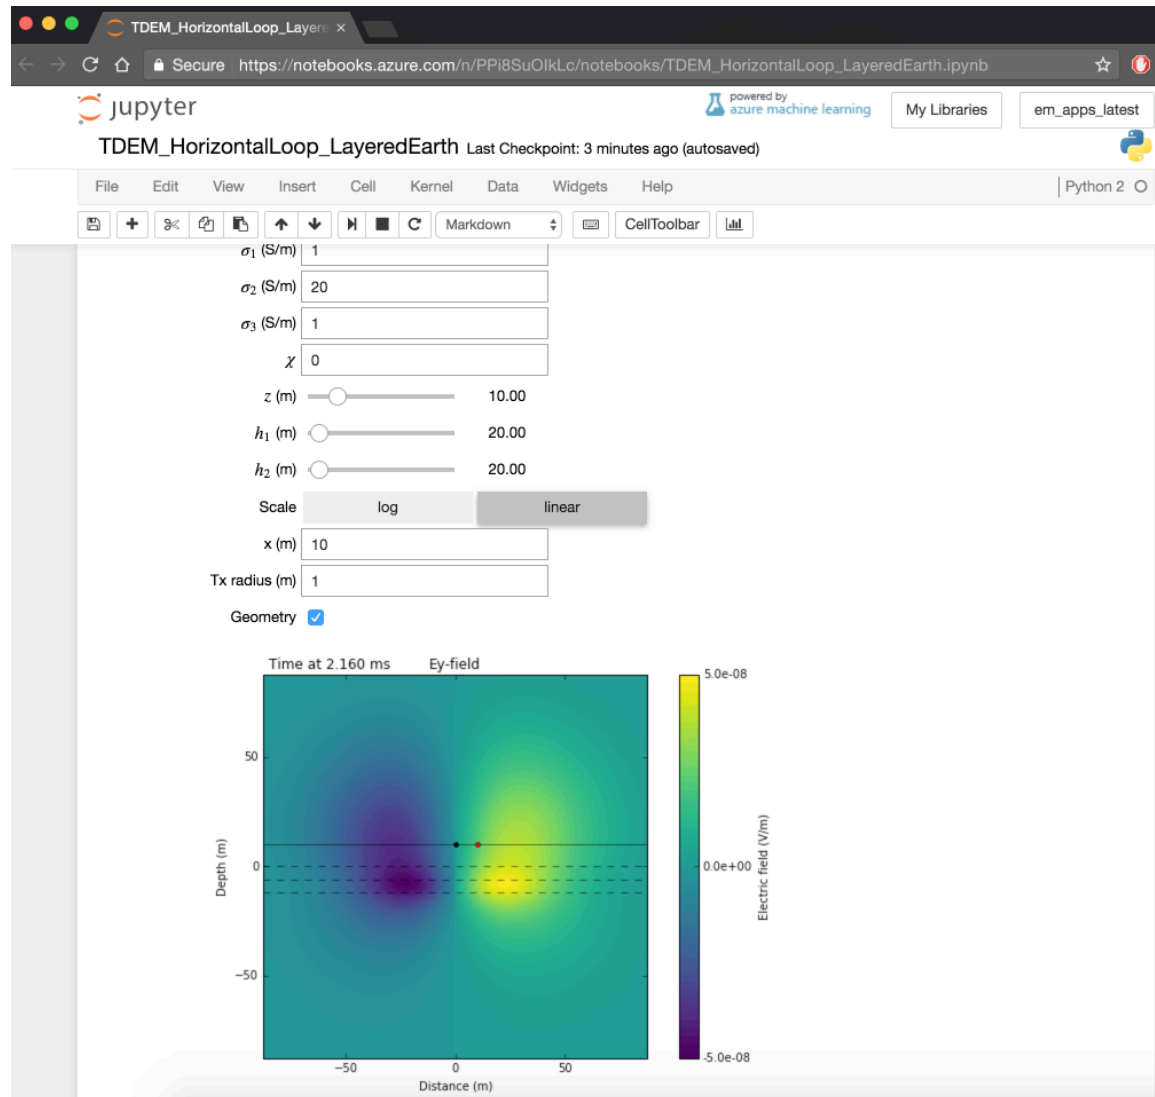 TDEM_HorizontalLoop_Layere ×
Secure https://notebooks.azure.com/n/PPi8SuOIkLc/notebooks/TDEM_HorizontalLoop_LayeredEarth.ipynb
jupyter
powered by
azure machine learning
My Libraries
em_apps_latest
TDEM_HorizontalLoop_LayeredEarth Last Checkpoint: 3 minutes ago (autosaved)
File Edit View Insert Cell Kernel Data Widgets Help Python 2
Markdown CellToolbar
σ1 (S/m) 1
σ2 (S/m) 20
σ3 (S/m) 1
χ 0
z (m) 10.00
h1 (m) 20.00
h2 (m) 20.00
Scale log linear
x (m) 10
Tx radius (m) 1
Geometry
Time at 2.160 ms Ey-field
5.0e-08
50
Depth (m)
0
0.0e+00
Electric field (V/m)
−50
-5.0e-08
−50 0 50
Distance (m)